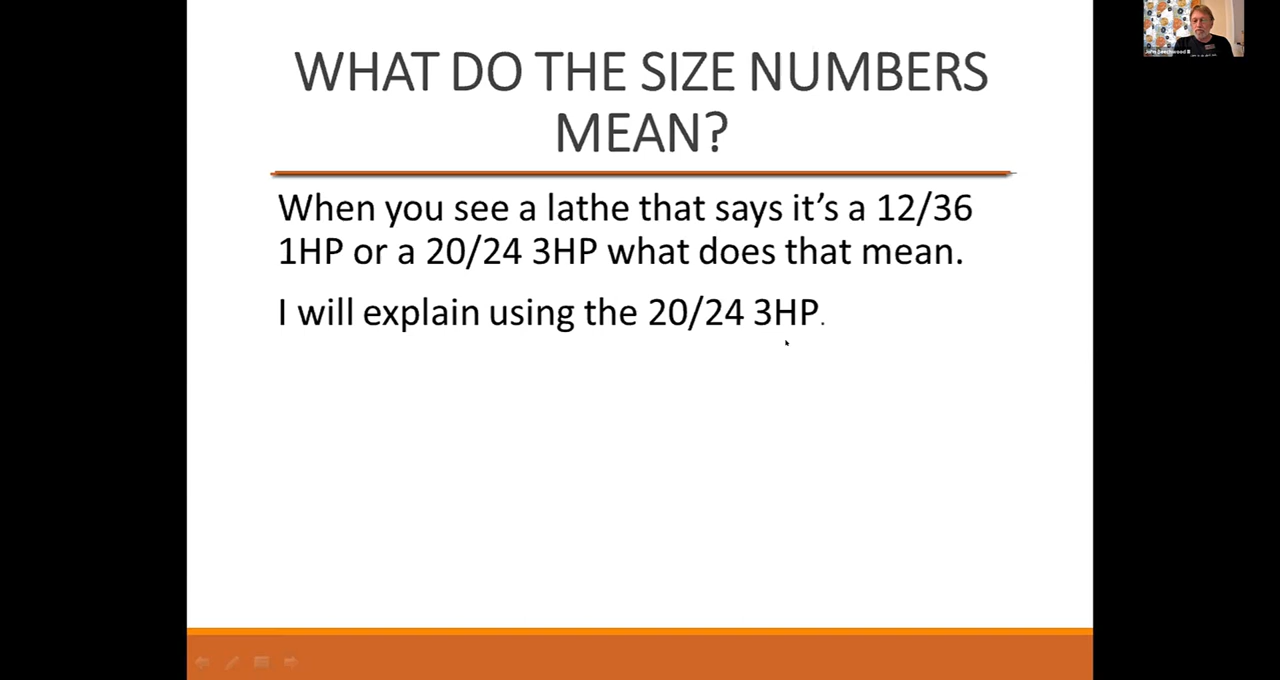 WHAT DO THE SIZE NUMBERS
MEAN?
When you see a lathe that says it’s a 12/36
1HP or a 20/24 3HP what does that mean.
I will explain using the 20/24 3HP.